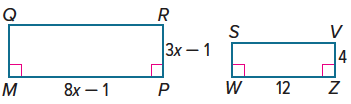 Q R
3x – 1
M 8x – 1 P
S V
4
W 12 Z